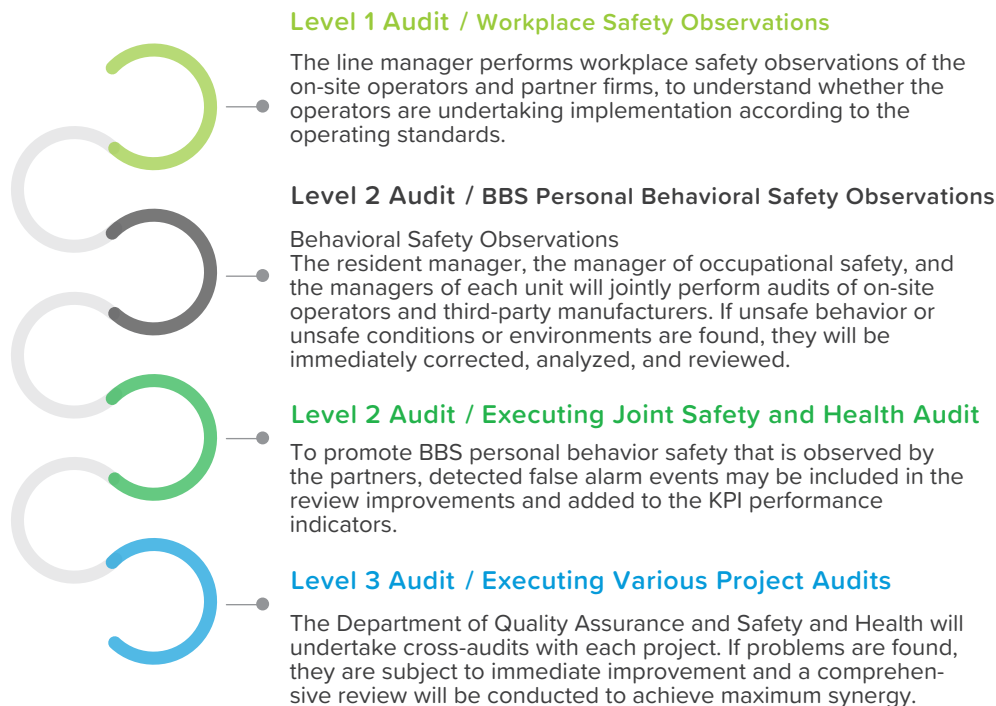 Level 1 Audit / Workplace Safety Observations
The line manager performs workplace safety observations of the
on-site operators and partner firms, to understand whether the
operators are undertaking implementation according to the
operating standards.
Level 2 Audit / BBS Personal Behavioral Safety Observations
Behavioral Safety Observations
The resident manager, the manager of occupational safety, and
the managers of each unit will jointly perform audits of on-site
operators and third-party manufacturers. If unsafe behavior or
unsafe conditions or environments are found, they will be
immediately corrected, analyzed, and reviewed.
Level 2 Audit / Executing Joint Safety and Health Audit
To promote BBS personal behavior safety that is observed by
the partners, detected false alarm events may be included in the
review improvements and added to the KPI performance
indicators.
Level 3 Audit / Executing Various Project Audits
The Department of Quality Assurance and Safety and Health will
undertake cross-audits with each project. If problems are found,
they are subject to immediate improvement and a comprehen-
sive review will be conducted to achieve maximum synergy.